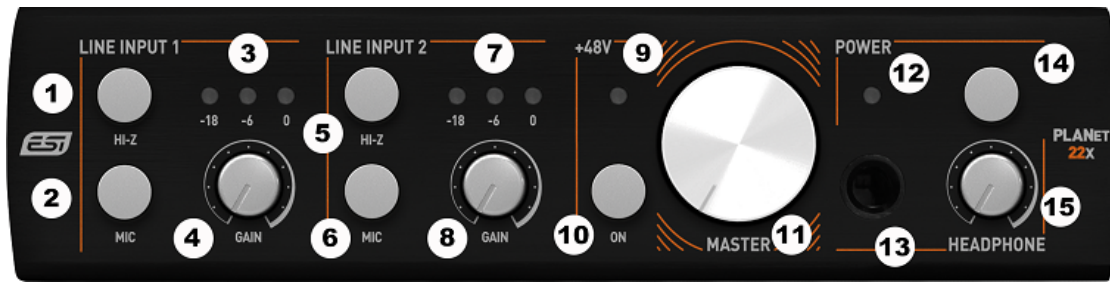 LINE INPUT 1
3
LINE INPUT 2
7
+48V
9
POWER
12
14
1
-18 -6 0
HI-Z
5
-18 -6 0
HI-Z
ESI
PLANET
22X
2
MIC
4
GAIN
6
MIC
8
GAIN
10
ON
MASTER
11
13
HEADPHONE
15